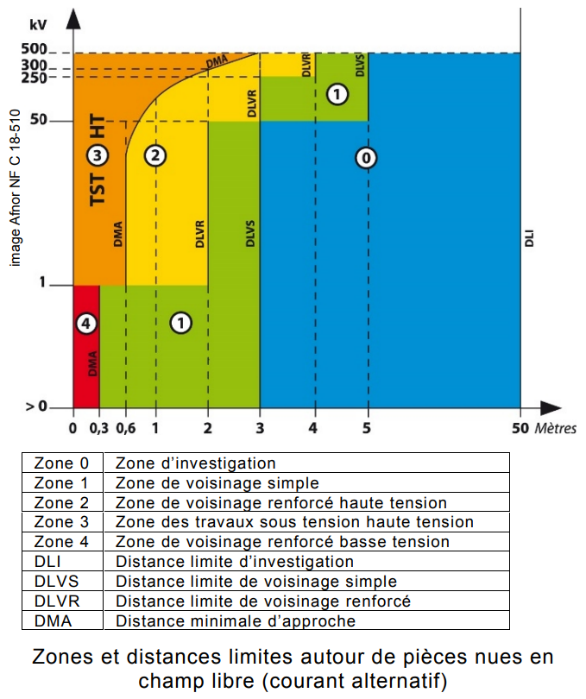 kV
500
300
250
50
1
> 0
image Afnor NF C 18-510
TST HT
DMA
DLVR
DLVS
DLVR
DMA
DLVR
DLVS
DLI
DMA
3
2
1
0
4
1
0 0,3 0,6 1 2 3 4 5 50 Mètres
Zone 0 Zone d'investigation
Zone 1 Zone de voisinage simple
Zone 2 Zone de voisinage renforcé haute tension
Zone 3 Zone des travaux sous tension haute tension
Zone 4 Zone de voisinage renforcé basse tension
DLI Distance limite d'investigation
DLVS Distance limite de voisinage simple
DLVR Distance limite de voisinage renforcé
DMA Distance minimale d'approche
Zones et distances limites autour de pièces nues en
champ libre (courant alternatif)